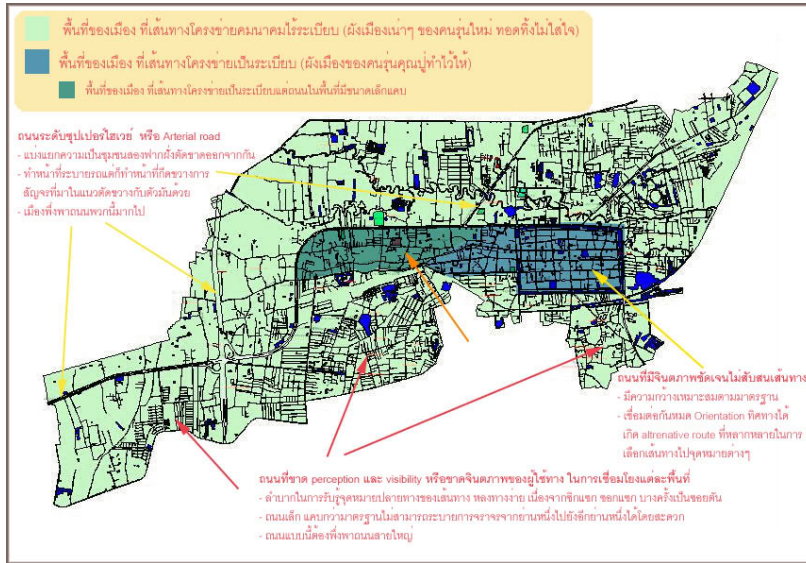 พื้นที่ของเมือง ที่เส้นทางโครงข่ายคมนาคมไร้ระเบียบ (ผังเมืองเน่าๆ ของคนรุ่นใหม่ ทอดทิ้งไม่ใส่ใจ)
พื้นที่ของเมือง ที่เส้นทางโครงข่ายเป็นระเบียบ (ผังเมืองของคนรุ่นคุณปู่ทำไว้ให้)
พื้นที่ของเมือง ที่เส้นทางโครงข่ายเป็นระเบียบแต่ถนนในพื้นที่มีขนาดเล็กแคบ
ถนนระดับซุปเปอร์ไฮเวย์ หรือ Arterial road
- แบ่งแยกความเป็นชุมชนสองฟากฝั่งตัดขาดออกจากกัน
- ทำหน้าที่ระบายรถแต่ก็ทำหน้าที่กีดขวางการ
สัญจรที่มาในแนวตัดขวางกับตัวมันด้วย
- เมืองพึ่งพาถนนพวกนี้มากไป
ถนนที่มีจินตภาพชัดเจนไม่สับสนเส้นทาง
- มีความกว้างเหมาะสมตามมาตรฐาน
- เชื่อมต่อกันหมด Orientation ทิศทางได้
เกิด altrenative route ที่หลากหลายในการ
เลือกเส้นทางไปจุดหมายต่างๆ
ถนนที่ขาด perception และ visibility หรือขาดจินตภาพของผู้ใช้ทาง ในการเชื่อมโยงแต่ละพื้นที่
- ลำบากในการรับรู้จุดหมายปลายทางของเส้นทาง หลงทางง่าย เนื่องจากซิกแซก ซอกแซก บางครั้งเป็นซอยตัน
- ถนนเล็ก แคบกว่ามาตรฐานไม่สามารถระบายการจราจรจากย่านหนึ่งไปยังอีกย่านหนึ่งได้โดยสะดวก
- ถนนแบบนี้ต้องพึ่งพาถนนสายใหญ่